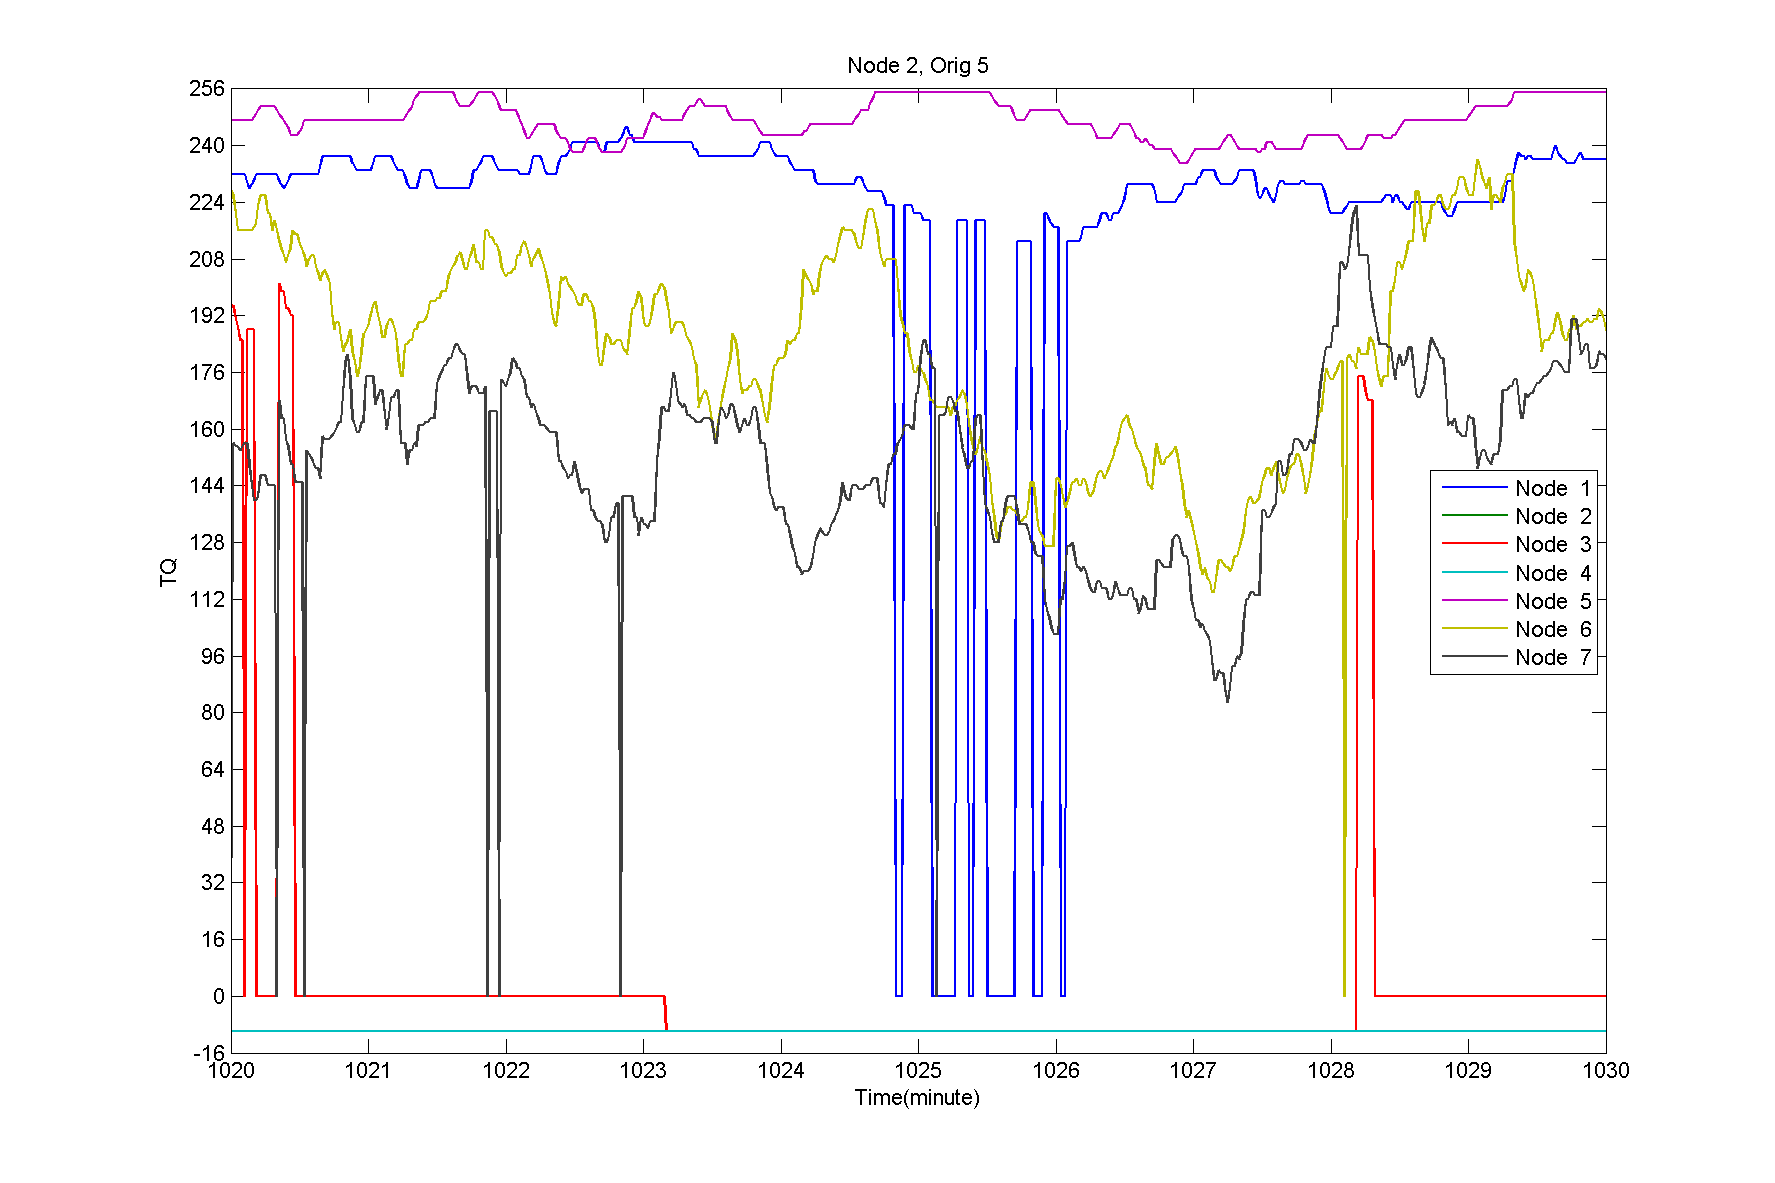 Node 2, Orig 5
256
240
224
208
192
176
160
144
128
112
96
80
64
48
32
16
0
-16
TQ
1020 1021 1022 1023 1024 1025 1026 1027 1028 1029 1030
Time(minute)
Node 1
Node 2
Node 3
Node 4
Node 5
Node 6
Node 7